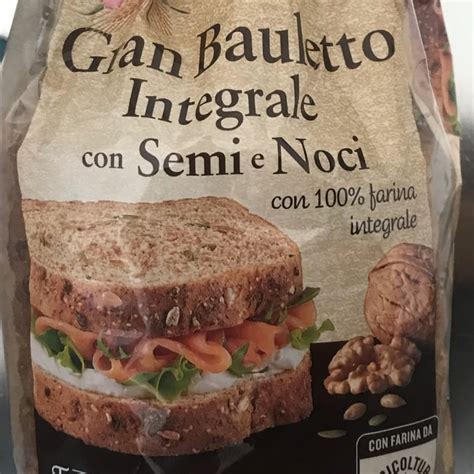 Gran Bauletto
Integrale
con Semi e Noci
con 100% farina
integrale
CON FARINA DA